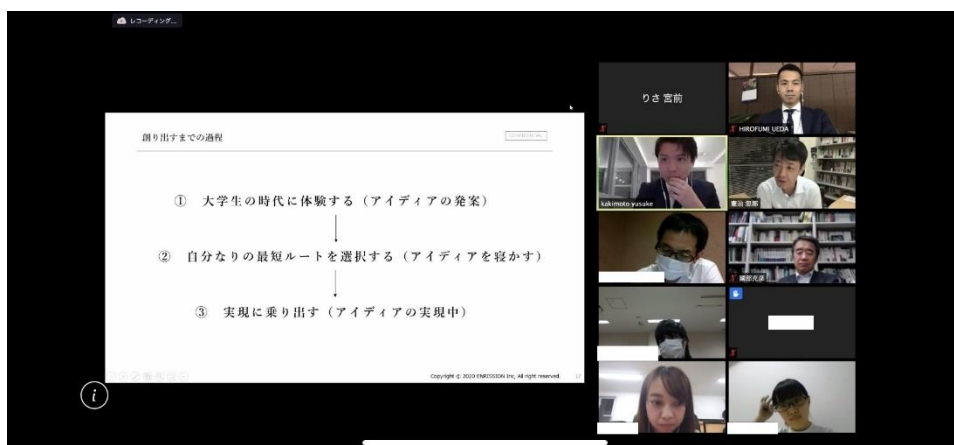 レコーディング...
創り出すまでの過程
① 大学生の時代に体験する（アイディアの発案）
② 自分なりの最短ルートを選択する（アイディアを寝かす）
③ 実現に乗り出す（アイディアの実現中）
Copyright © 2020 ENRISSION Inc, All right reserved.
17
りさ 宮前
HIROFUMI UEDA
kakimoto yusuke
i